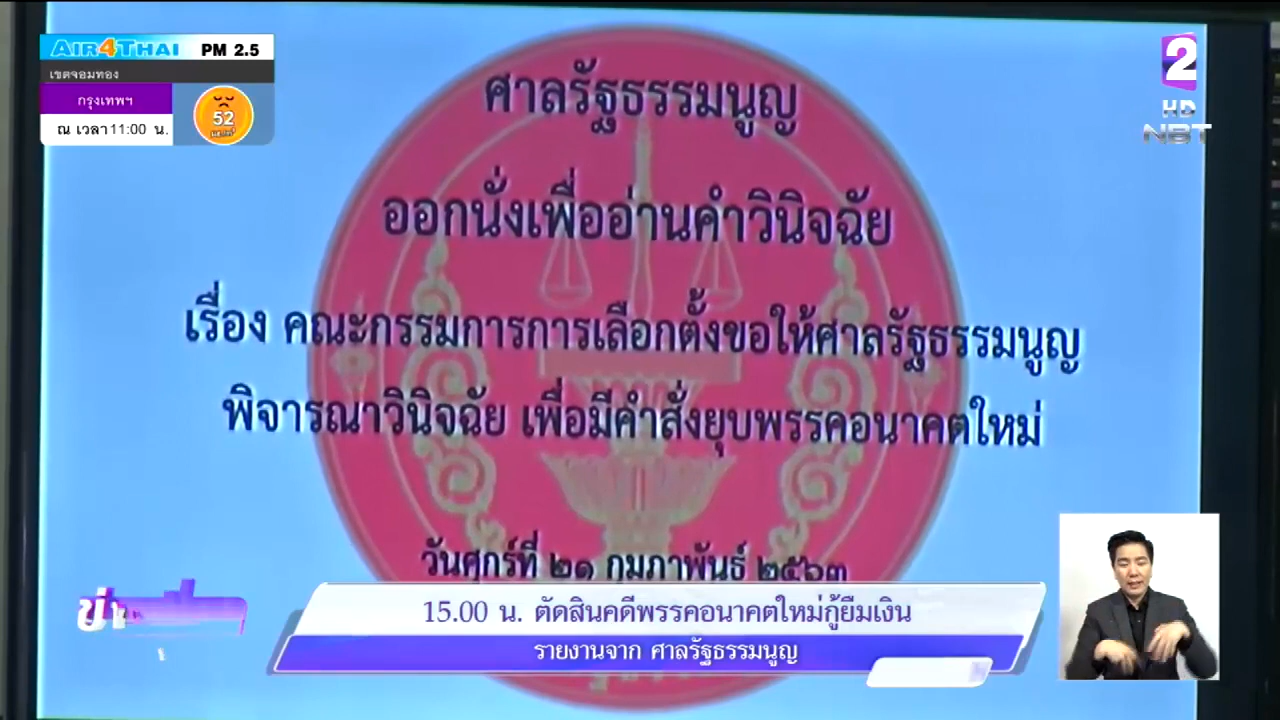 AIR4THAI PM 2.5
เขตจอมทอง
กรุงเทพฯ
52
ณ เวลา 11:00 น.
2
HD
NBT
ศาลรัฐธรรมนูญ
ออกนั่งเพื่ออ่านคำวินิจฉัย
เรื่อง คณะกรรมการการเลือกตั้งขอให้ศาลรัฐธรรมนูญ
พิจารณาวินิจฉัย เพื่อมีคำสั่งยุบพรรคอนาคตใหม่
วันศุกร์ที่ ๒๑ กุมภาพันธ์ ๒๕๖๓
15.00 น. ตัดสินคดีพรรคอนาคตใหม่กู้ยืมเงิน
รายงานจาก ศาลรัฐธรรมนูญ